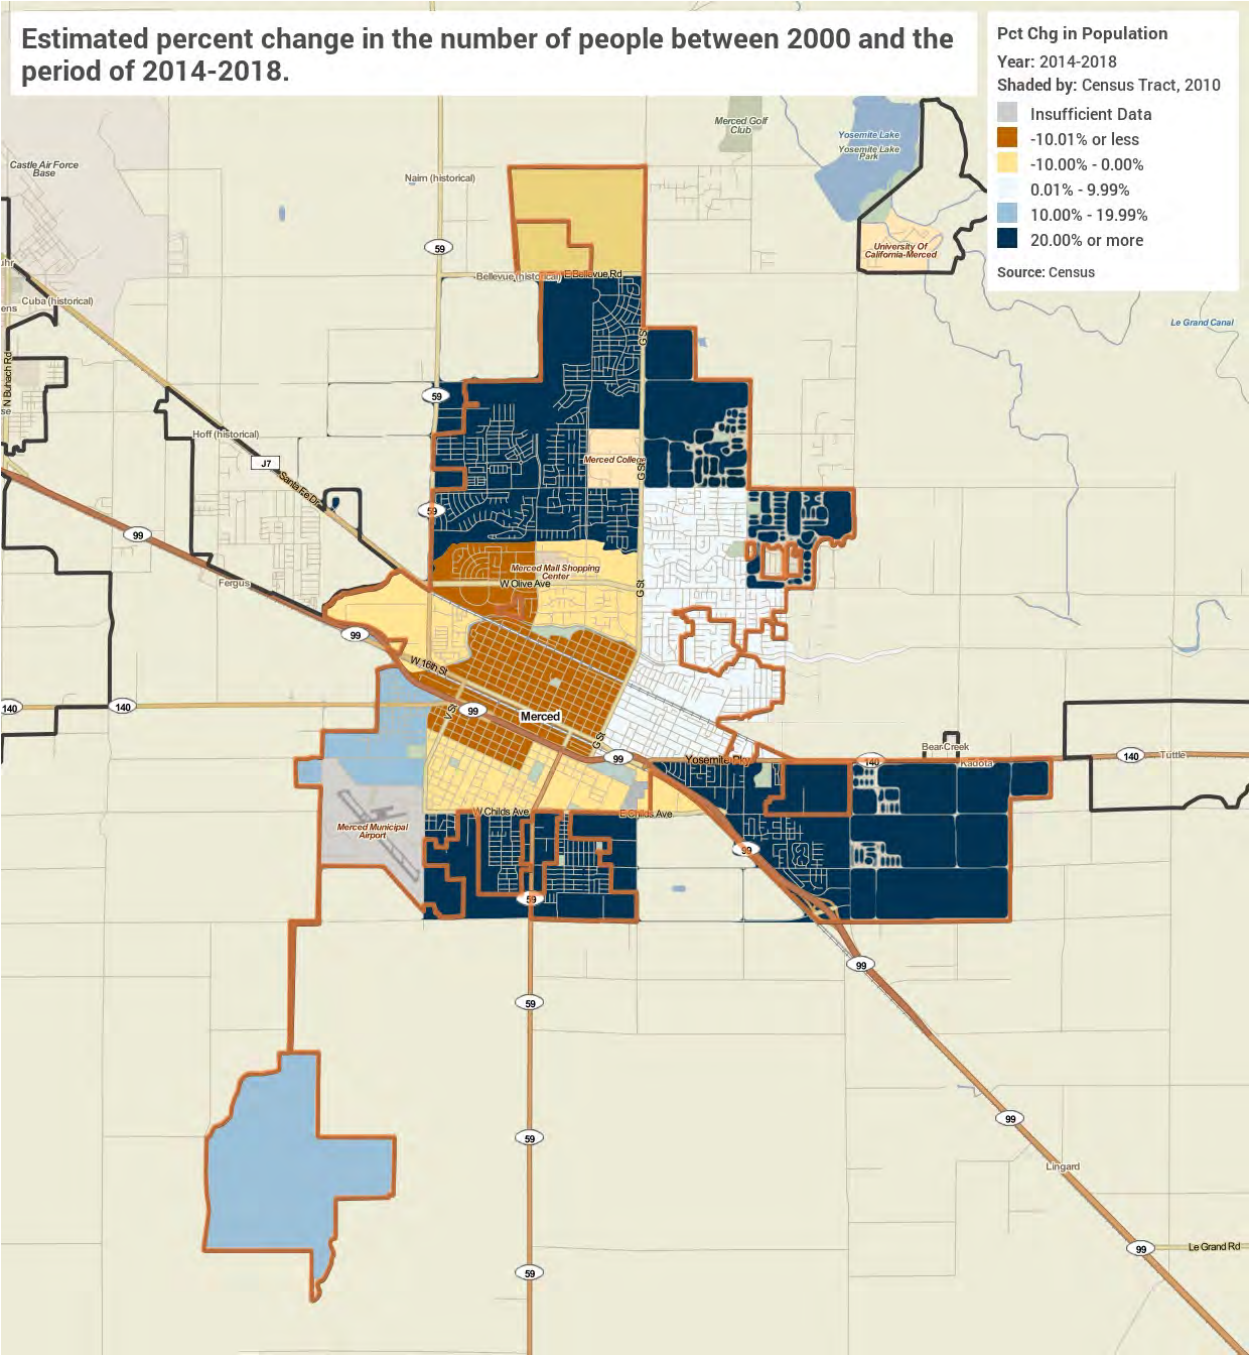 Estimated percent change in the number of people between 2000 and the
period of 2014-2018.
Pct Chg in Population
Year: 2014-2018
Shaded by: Census Tract, 2010
Insufficient Data
-10.01% or less
-10.00% - 0.00%
0.01% - 9.99%
10.00% - 19.99%
20.00% or more
Source: Census
Merced Golf
Club
Yosemite Lake
Yosemite Lake
Park
Castle Air Force
Base
Naim (historical)
59
University Of
California-Merced
Bellevue (historical)
E Bellevue Rd
Cuba (historical)
Le Grand Canal
G St
N Buhach Rd
59
Hoff (historical)
J7
Merced College
G St
Santa Fe Dr
59
99
Merced Mall Shopping
Center
W Olive Ave
Fergus
G St
99
W 16th St
140
140
99
V St
Merced
G St
99
Yosemite Pky
140
Bear Creek
Kadota
140
Tuttle
W Childs Ave
E Childs Ave
Merced Municipal
Airport
99
59
99
59
99
59
Lingard
99
Le Grand Rd
59